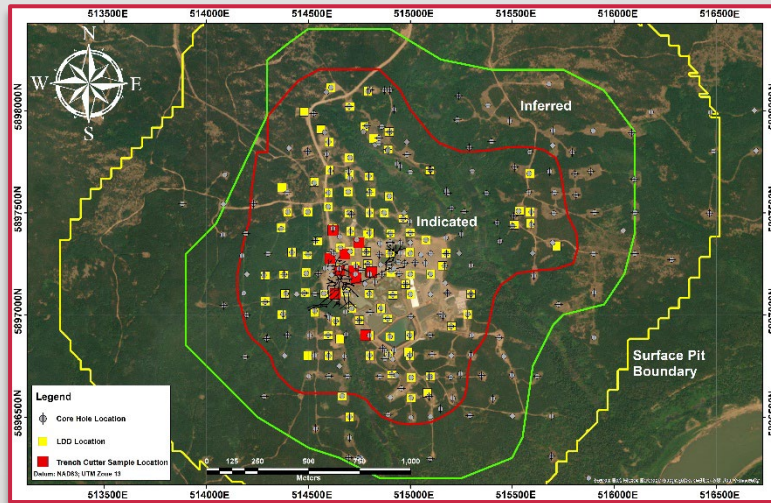 513500E 514000E 514500E 515000E 515500E 516000E 516500E
N
W E
S
5898000N
5897500N
5897000N
5896500N
Inferred
Indicated
Surface Pit
Boundary
Legend
Core Hole Location
LDD Location
Trench Cutter Sample Location
Datum: NAD83; UTM Zone 13
0 125 250 500 750 1,000
Meters
513500E 514000E 514500E 515000E 515500E 516000E 516500E